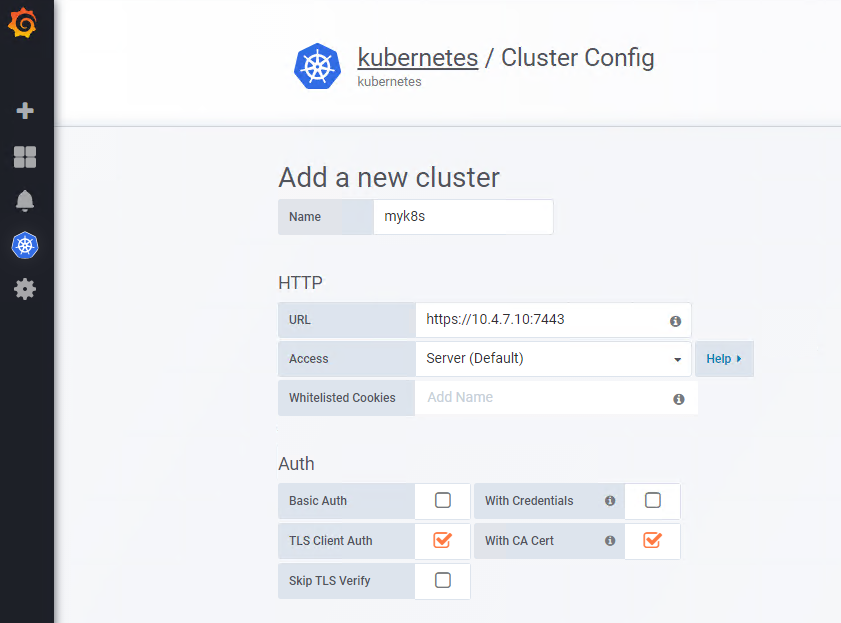 kubernetes / Cluster Config
kubernetes
Add a new cluster
Name myk8s
HTTP
URL https://10.4.7.10:7443
Access Server (Default) Help
Whitelisted Cookies Add Name
Auth
Basic Auth With Credentials
TLS Client Auth With CA Cert
Skip TLS Verify